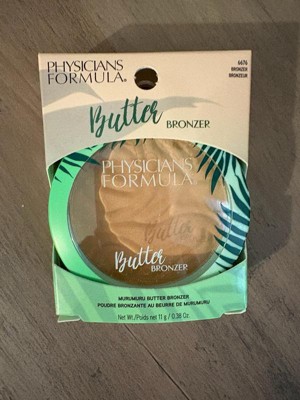 PHYSICIANS
FORMULA®
6676
BRONZER
BRONZEUR
Butter BRONZER
PHYSICIANS
FORMULA
Butter
Butter
BRONZER
MURUMURU BUTTER BRONZER
POUDRE BRONZANTE AU BEURRE DE MURUMURU
Net Wt./Poids net 11 g / 0.38 Oz.